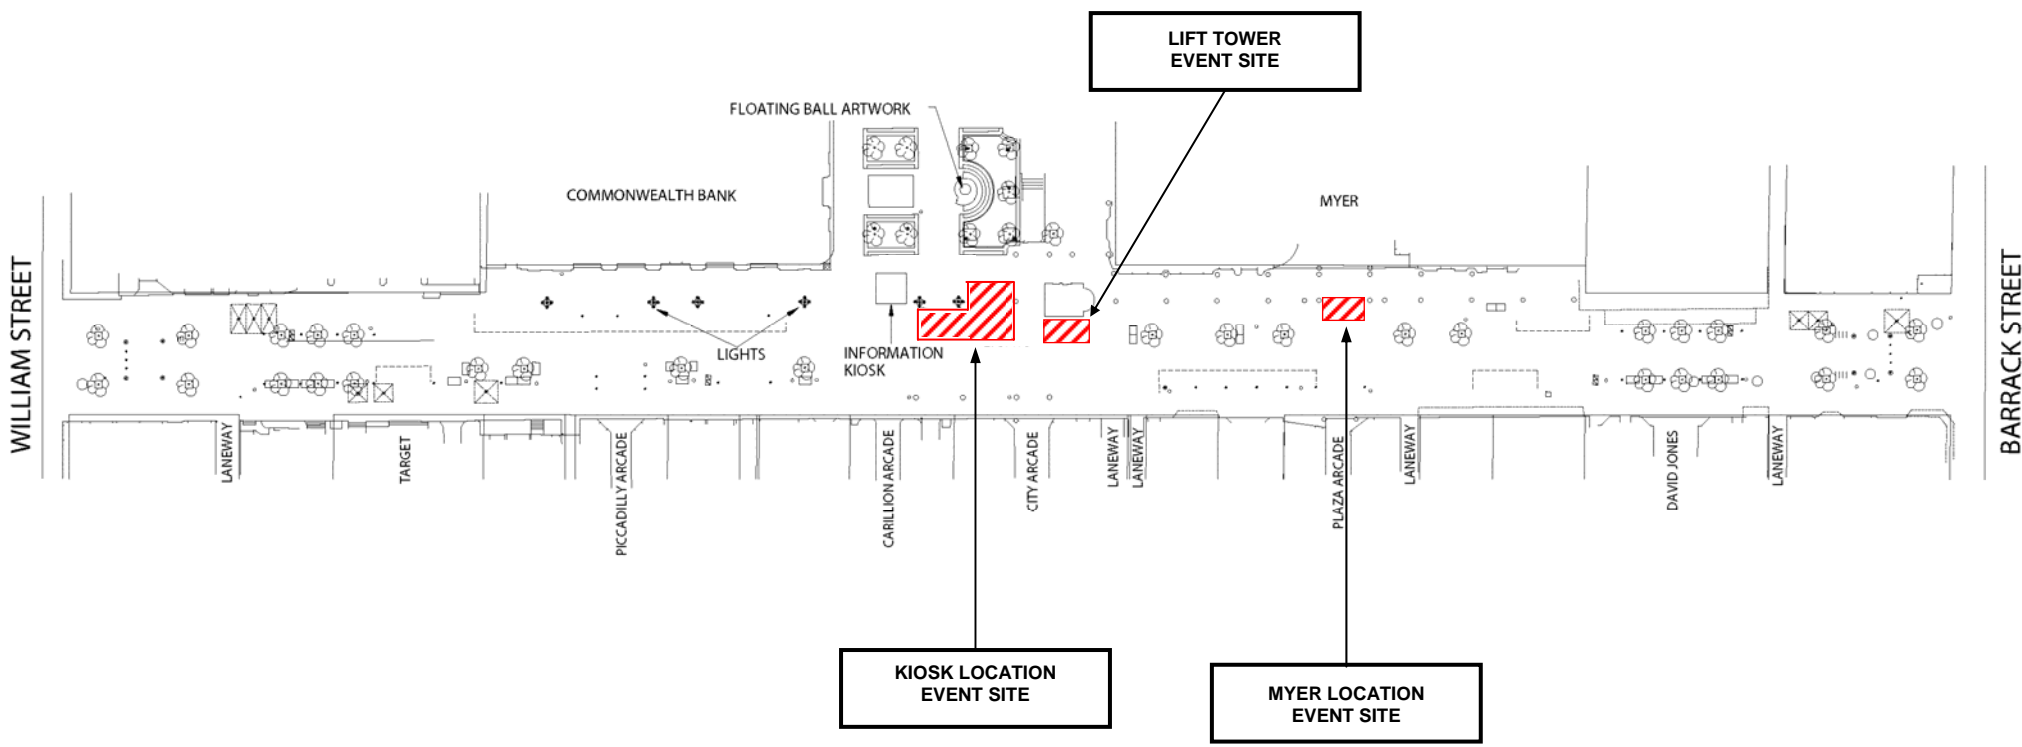 LIFT TOWER
EVENT SITE
FLOATING BALL ARTWORK
COMMONWEALTH BANK
MYER
WILLIAM STREET
BARRACK STREET
LIGHTS
INFORMATION
KIOSK
LANEWAY
TARGET
PICCADILLY ARCADE
CARILLION ARCADE
CITY ARCADE
LANEWAY
LANEWAY
PLAZA ARCADE
LANEWAY
DAVID JONES
LANEWAY
KIOSK LOCATION
EVENT SITE
MYER LOCATION
EVENT SITE